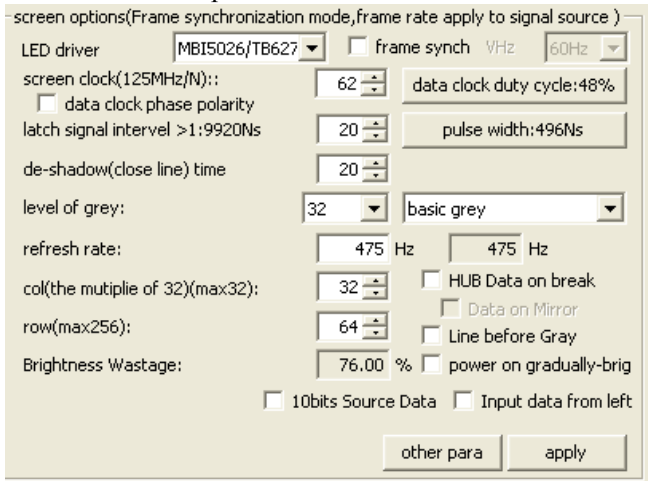 screen options(Frame synchronization mode,frame rate apply to signal source )
LED driver MBI5026/TB627 frame synch VHz 60Hz
screen clock(125MHz/N):: 62 data clock duty cycle:48%
data clock phase polarity
latch signal intervel >1:9920Ns 20 pulse width:496Ns
de-shadow(close line) time 20
level of grey: 32 basic grey
refresh rate: 475 Hz 475 Hz
col(the mutiplie of 32)(max32): 32 HUB Data on break
Data on Mirror
row(max256): 64 Line before Gray
Brightness Wastage: 76.00 % power on gradually-brig
10bits Source Data Input data from left
other para apply